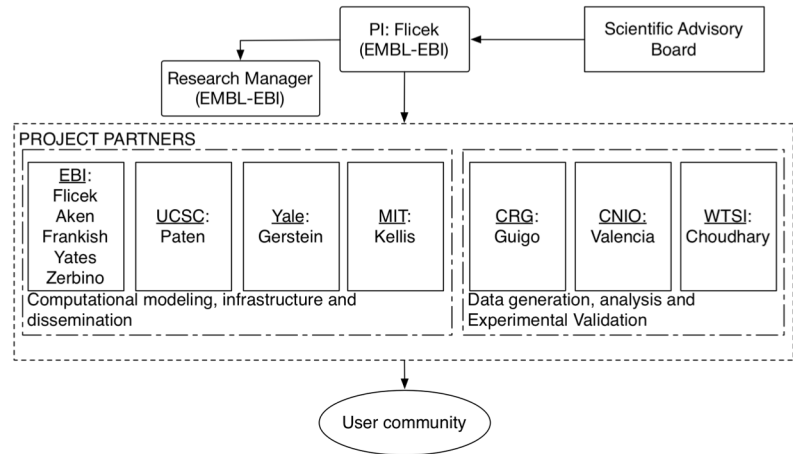 PI: Flicek
(EMBL-EBI)
Scientific Advisory
Board
Research Manager
(EMBL-EBI)
PROJECT PARTNERS
EBI:
Flicek
Aken
Frankish
Yates
Zerbino
UCSC:
Paten
Yale:
Gerstein
MIT:
Kellis
Computational modeling, infrastructure and
dissemination
CRG:
Guigo
CNIO:
Valencia
WTSI:
Choudhary
Data generation, analysis and
Experimental Validation
User community